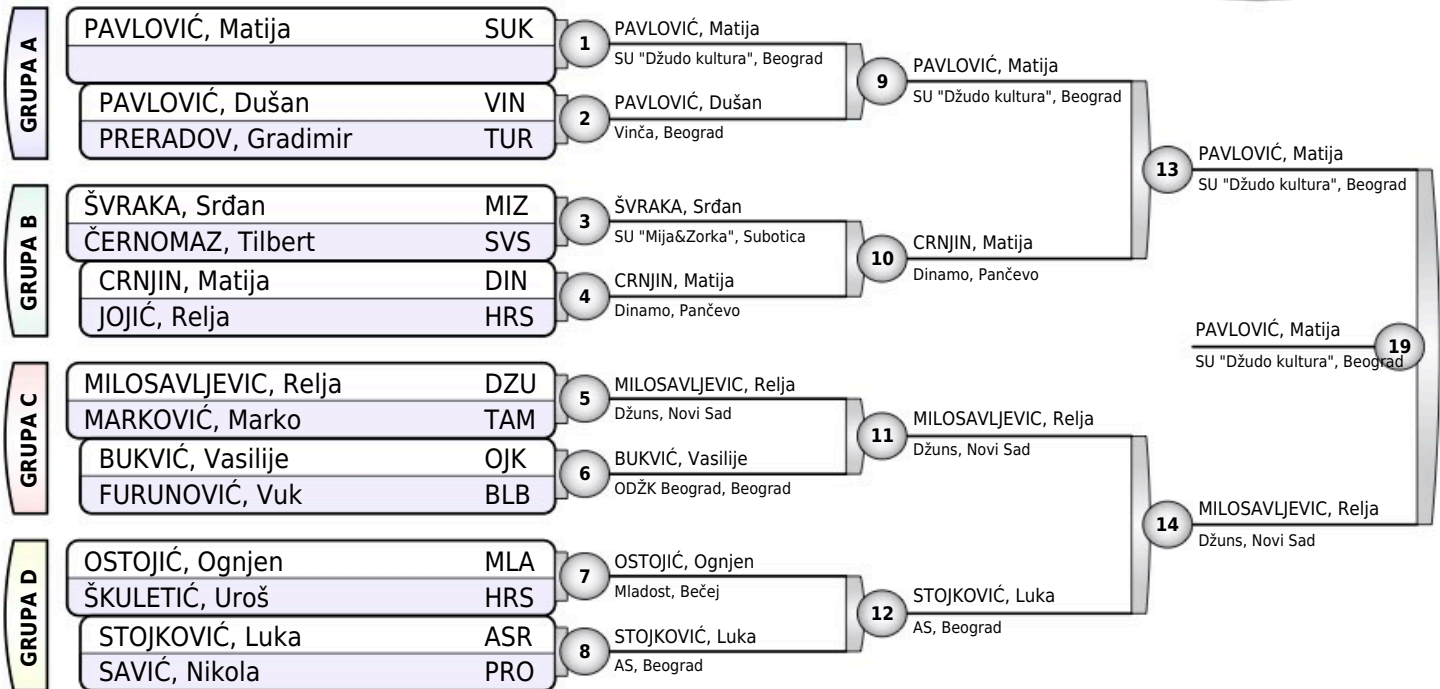 GRUPA A
PAVLOVIĆ, Matija SUK
PAVLOVIĆ, Dušan VIN
PRERADOV, Gradimir TUR
GRUPA B
ŠVRAKA, Srđan MIZ
ČERNOMAZ, Tilbert SVS
CRNJIN, Matija DIN
JOJIĆ, Relja HRS
GRUPA C
MILOSAVLJEVIC, Relja DZU
MARKOVIĆ, Marko TAM
BUKVIĆ, Vasilije OJK
FURUNOVIĆ, Vuk BLB
GRUPA D
OSTOJIĆ, Ognjen MLA
ŠKULETIĆ, Uroš HRS
STOJKOVIĆ, Luka ASR
SAVIĆ, Nikola PRO
1
PAVLOVIĆ, Matija
SU "Džudo kultura", Beograd
2
PAVLOVIĆ, Dušan
Vinča, Beograd
3
ŠVRAKA, Srđan
SU "Mija&Zorka", Subotica
4
CRNJIN, Matija
Dinamo, Pančevo
5
MILOSAVLJEVIC, Relja
Džuns, Novi Sad
6
BUKVIĆ, Vasilije
ODŽK Beograd, Beograd
7
OSTOJIĆ, Ognjen
Mladost, Bečej
8
STOJKOVIĆ, Luka
AS, Beograd
9
PAVLOVIĆ, Matija
SU "Džudo kultura", Beograd
10
CRNJIN, Matija
Dinamo, Pančevo
11
MILOSAVLJEVIC, Relja
Džuns, Novi Sad
12
STOJKOVIĆ, Luka
AS, Beograd
13
PAVLOVIĆ, Matija
SU "Džudo kultura", Beograd
14
MILOSAVLJEVIC, Relja
Džuns, Novi Sad
19
PAVLOVIĆ, Matija
SU "Džudo kultura", Beograd